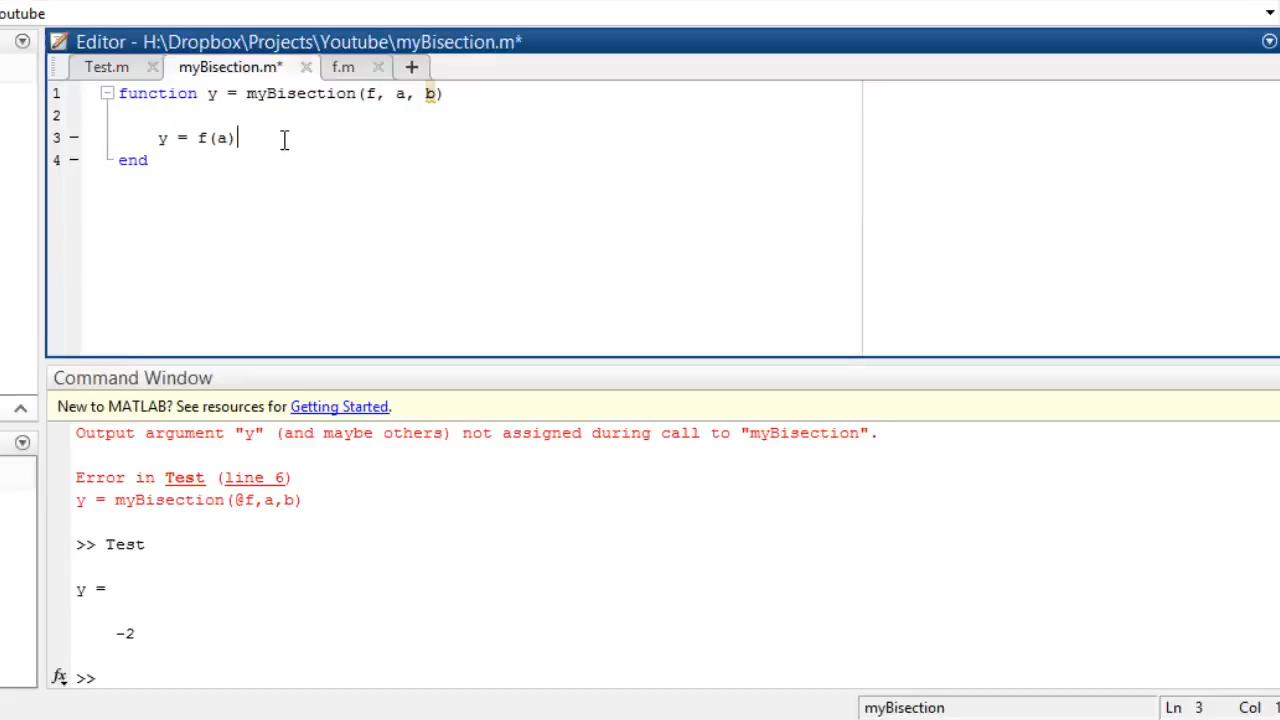 outube
Editor - H:\Dropbox\Projects\Youtube\myBisection.m*
Test.m myBisection.m* f.m +
1 function y = myBisection(f, a, b)
2
3 y = f(a)
4 end
Command Window
New to MATLAB? See resources for Getting Started.
Output argument "y" (and maybe others) not assigned during call to "myBisection".
Error in Test (line 6)
y = myBisection(@f,a,b)
>> Test
y =
-2
fx >>
myBisection Ln 3 Col 1